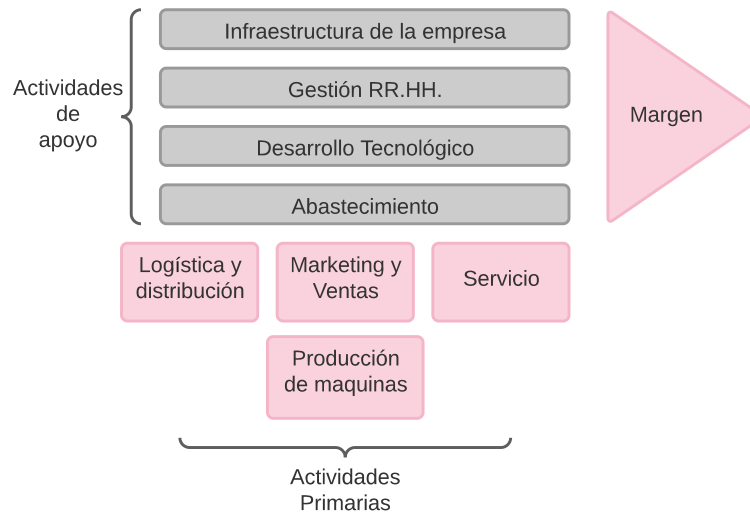 Infraestructura de la empresa
Gestión RR.HH.
Desarrollo Tecnológico
Abastecimiento
Actividades
de
apoyo
Margen
Logística y
distribución
Marketing y
Ventas
Servicio
Producción
de maquinas
Actividades
Primarias